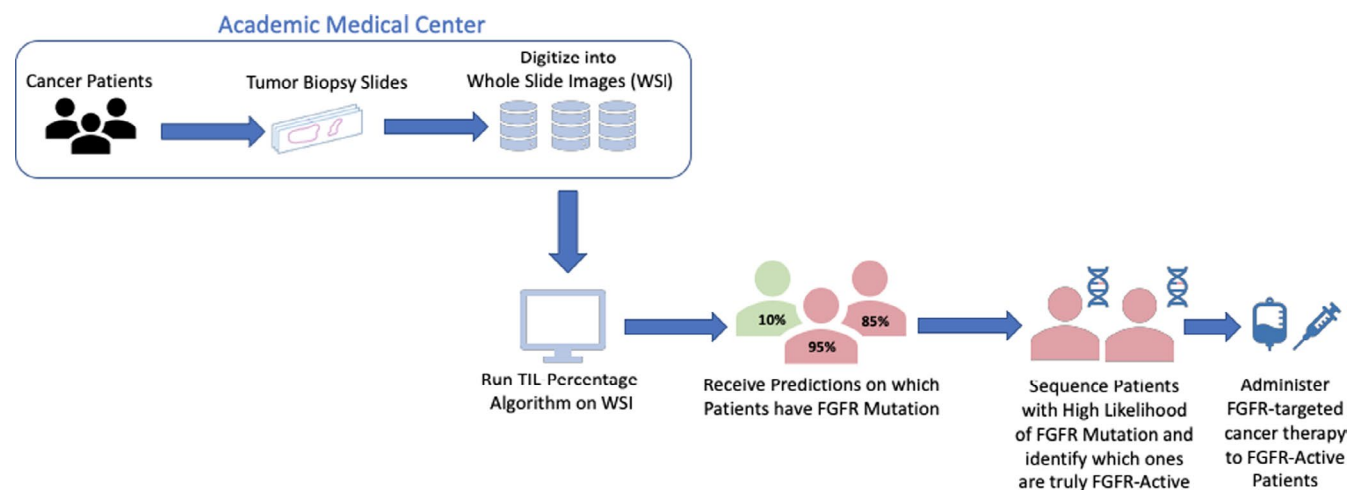 Academic Medical Center
Cancer Patients
Tumor Biopsy Slides
Digitize into
Whole Slide Images (WSI)
10%
95%
85%
Run TIL Percentage
Algorithm on WSI
Receive Predictions on which
Patients have FGFR Mutation
Sequence Patients
with High Likelihood
of FGFR Mutation and
identify which ones
are truly FGFR-Active
Administer
FGFR-targeted
cancer therapy
to FGFR-Active
Patients